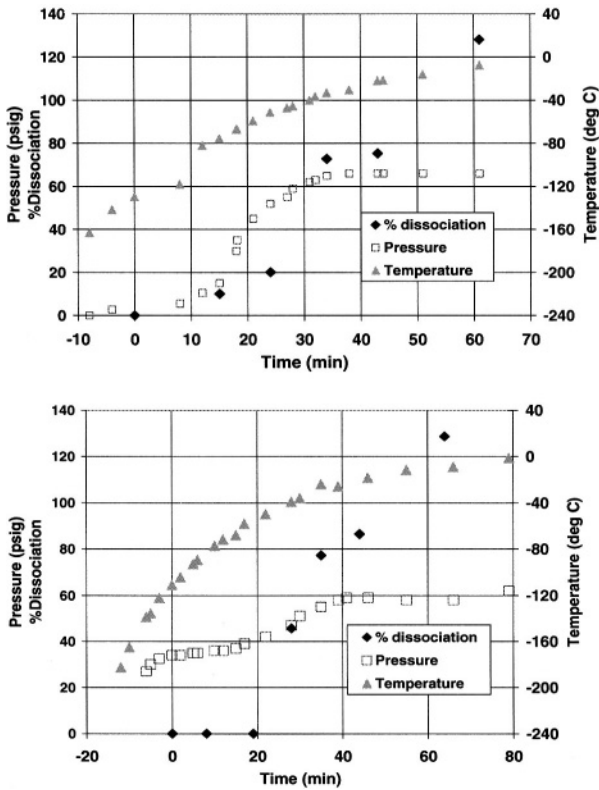 140
120
100
80
60
40
20
0
Pressure (psig)
%Dissociation
40
0
-40
-80
-120
-160
-200
-240
Temperature (deg C)
% dissociation
Pressure
Temperature
-10 0 10 20 30 40 50 60 70
Time (min)
140
120
100
80
60
40
20
0
Pressure (psig)
%Dissociation
40
0
-40
-80
-120
-160
-200
-240
Temperature (deg C)
% dissociation
Pressure
Temperature
-20 0 20 40 60 80
Time (min)